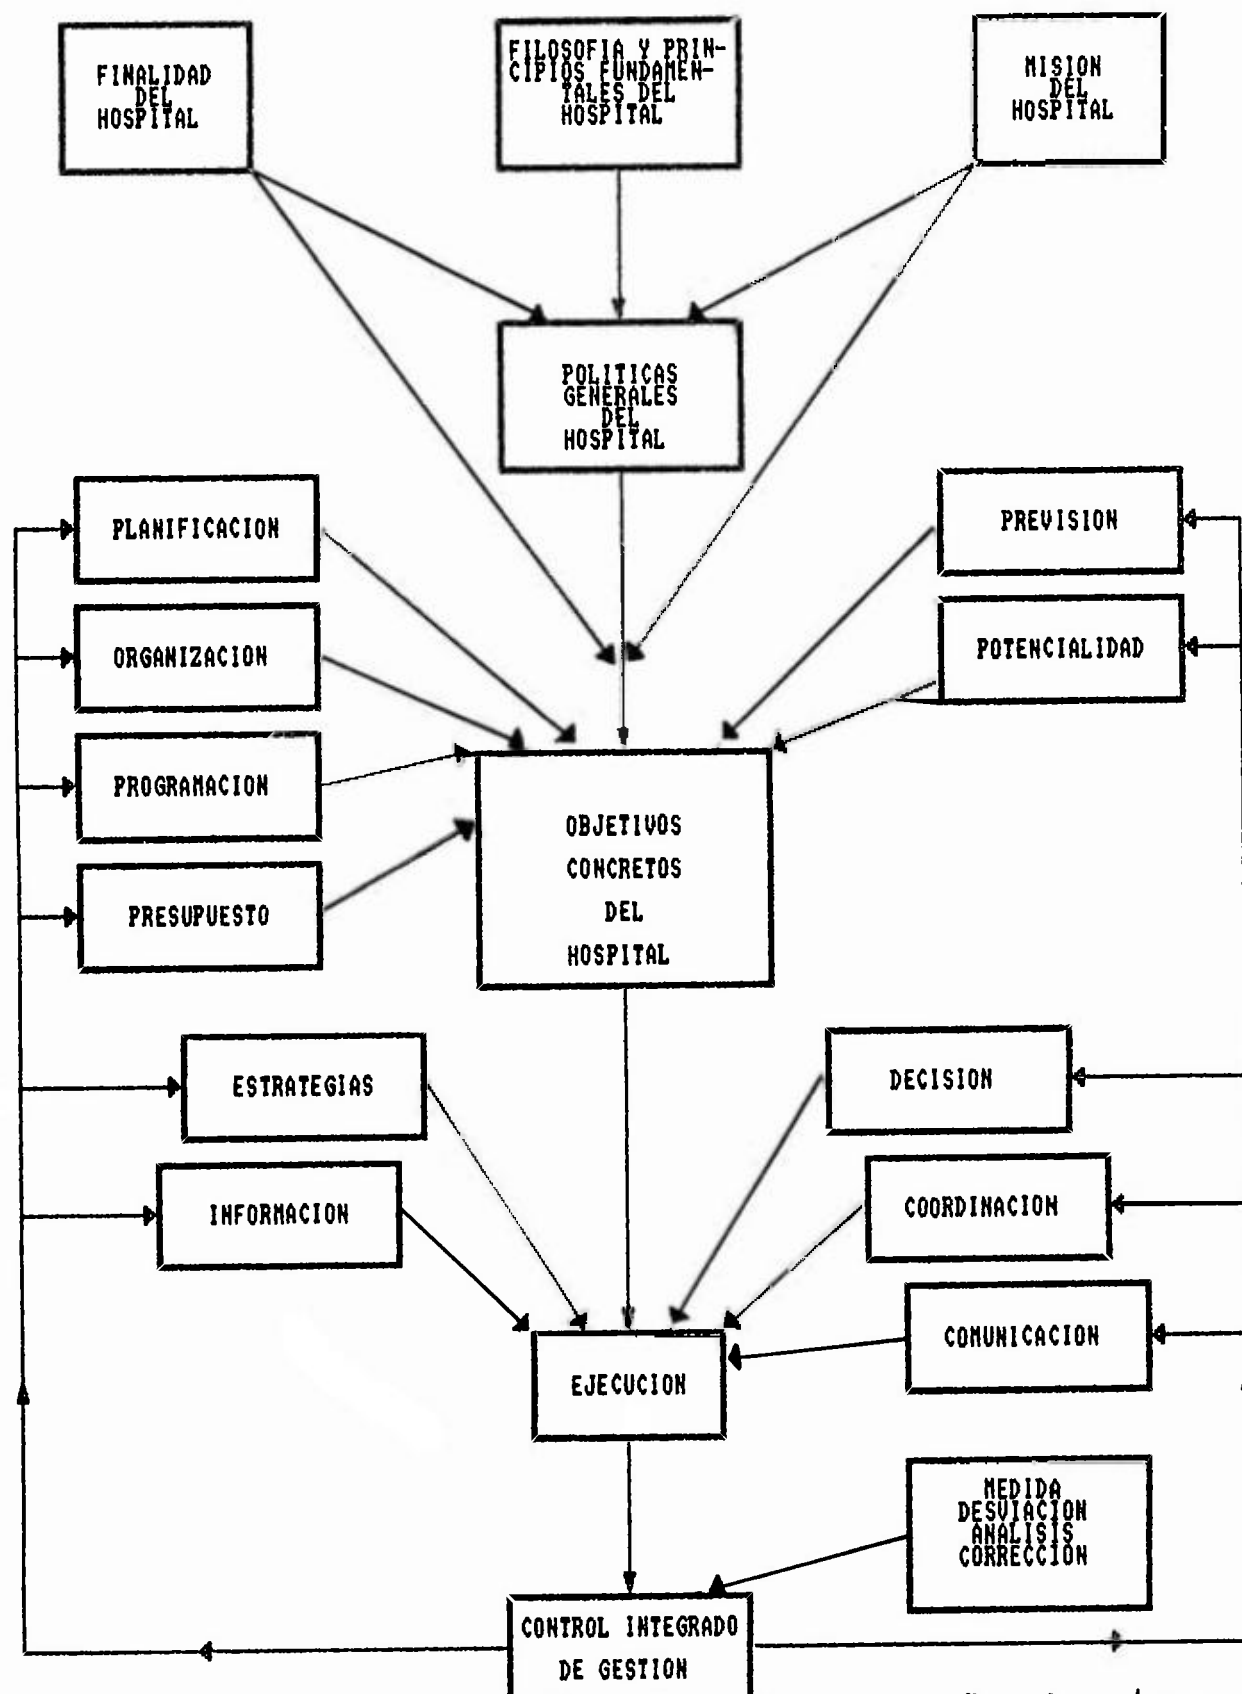 FINALIDAD
DEL
HOSPITAL
FILOSOFIA Y PRIN-
CIPIOS FUNDAMEN-
TALES DEL
HOSPITAL
MISION
DEL
HOSPITAL
POLITICAS
GENERALES
DEL
HOSPITAL
PLANIFICACION
PREVISION
ORGANIZACION
POTENCIALIDAD
PROGRAMACION
PRESUPUESTO
OBJETIVOS
CONCRETOS
DEL
HOSPITAL
ESTRATEGIAS
DECISION
INFORMACION
COORDINACION
COMUNICACION
EJECUCION
MEDIDA
DESVIACION
ANALISIS
CORRECCION
CONTROL INTEGRADO
DE GESTION